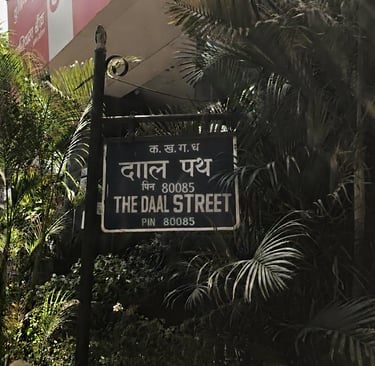 क. ख. ग. ध
दााल पथ
पिन 80085
THE DAAL STREET
PIN 80085